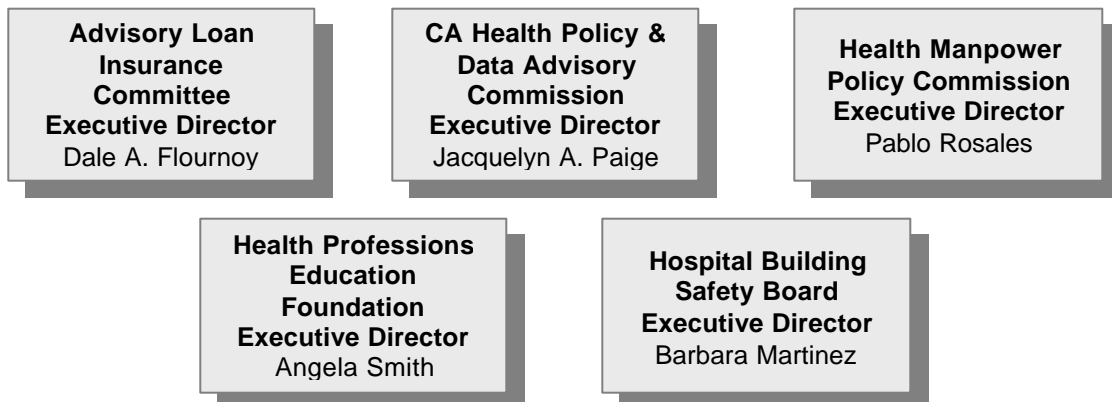 Advisory Loan
Insurance
Committee
Executive Director
Dale A. Flournoy
CA Health Policy &
Data Advisory
Commission
Executive Director
Jacquelyn A. Paige
Health Manpower
Policy Commission
Executive Director
Pablo Rosales
Health Professions
Education
Foundation
Executive Director
Angela Smith
Hospital Building
Safety Board
Executive Director
Barbara Martinez